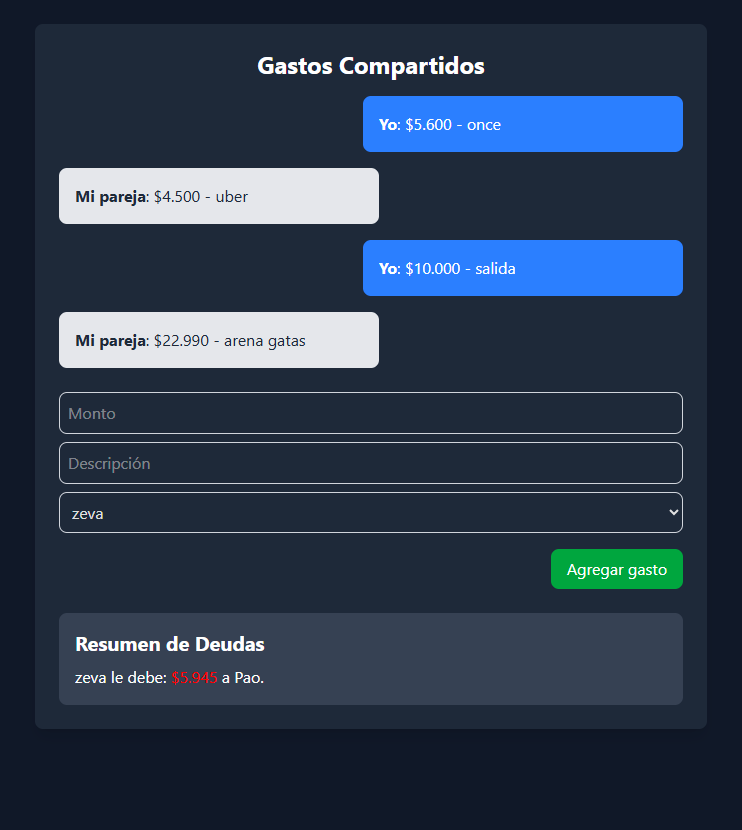 Gastos Compartidos
Yo: $5.600 - once
Mi pareja: $4.500 - uber
Yo: $10.000 - salida
Mi pareja: $22.990 - arena gatas
Monto
Descripción
zeva
Agregar gasto
Resumen de Deudas
zeva le debe: $5.945 a Pao.